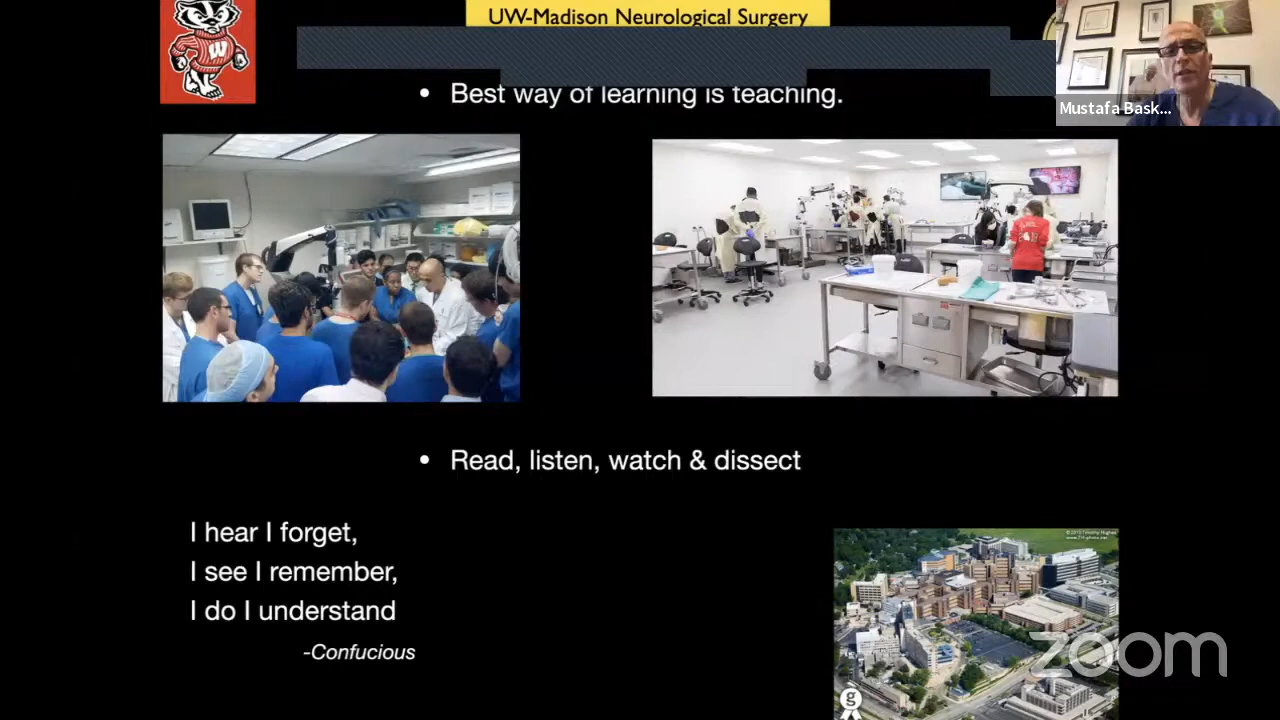 UW-Madison Neurological Surgery
Mustafa Bask...
• Best way of learning is teaching.
W
• Read, listen, watch & dissect
I hear I forget,
I see I remember,
I do I understand
-Confucious
zoom
g